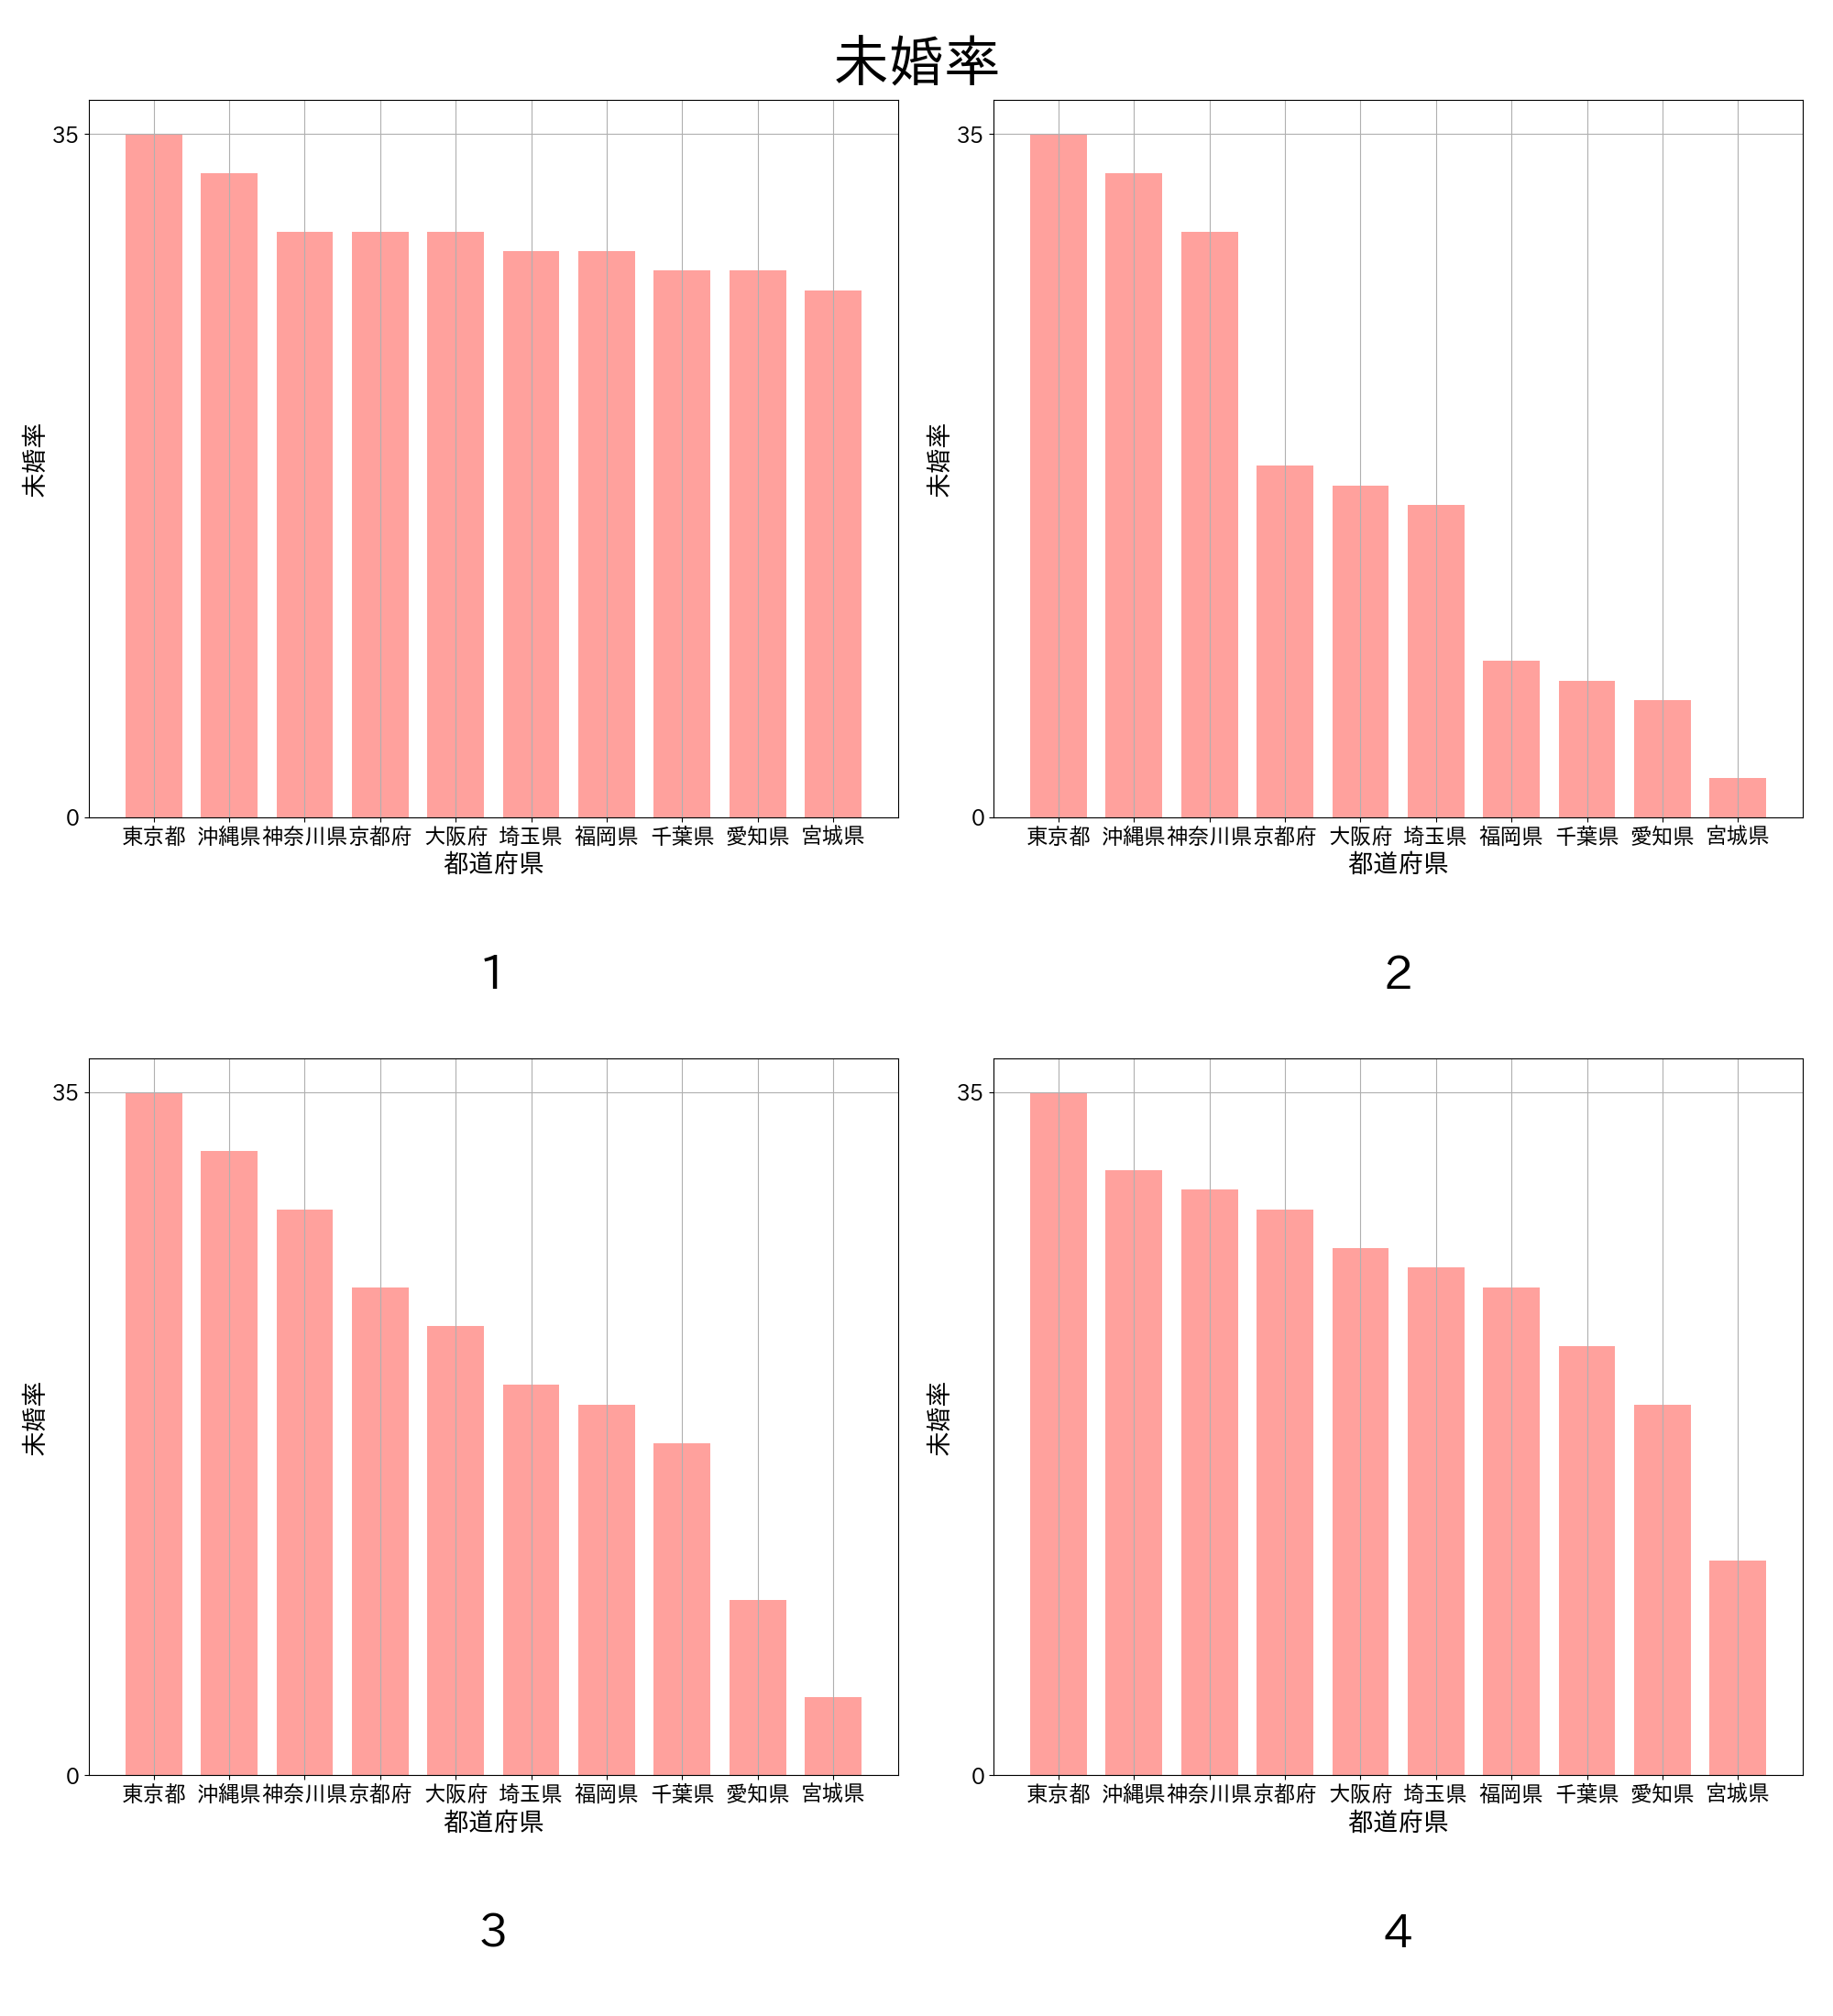 未婚率
35
0
未婚率
東京都 沖縄県 神奈川県 京都府 大阪府 埼玉県 福岡県 千葉県 愛知県 宮城県
都道府県
1
35
0
未婚率
東京都 沖縄県 神奈川県 京都府 大阪府 埼玉県 福岡県 千葉県 愛知県 宮城県
都道府県
2
35
0
未婚率
東京都 沖縄県 神奈川県 京都府 大阪府 埼玉県 福岡県 千葉県 愛知県 宮城県
都道府県
3
35
0
未婚率
東京都 沖縄県 神奈川県 京都府 大阪府 埼玉県 福岡県 千葉県 愛知県 宮城県
都道府県
4